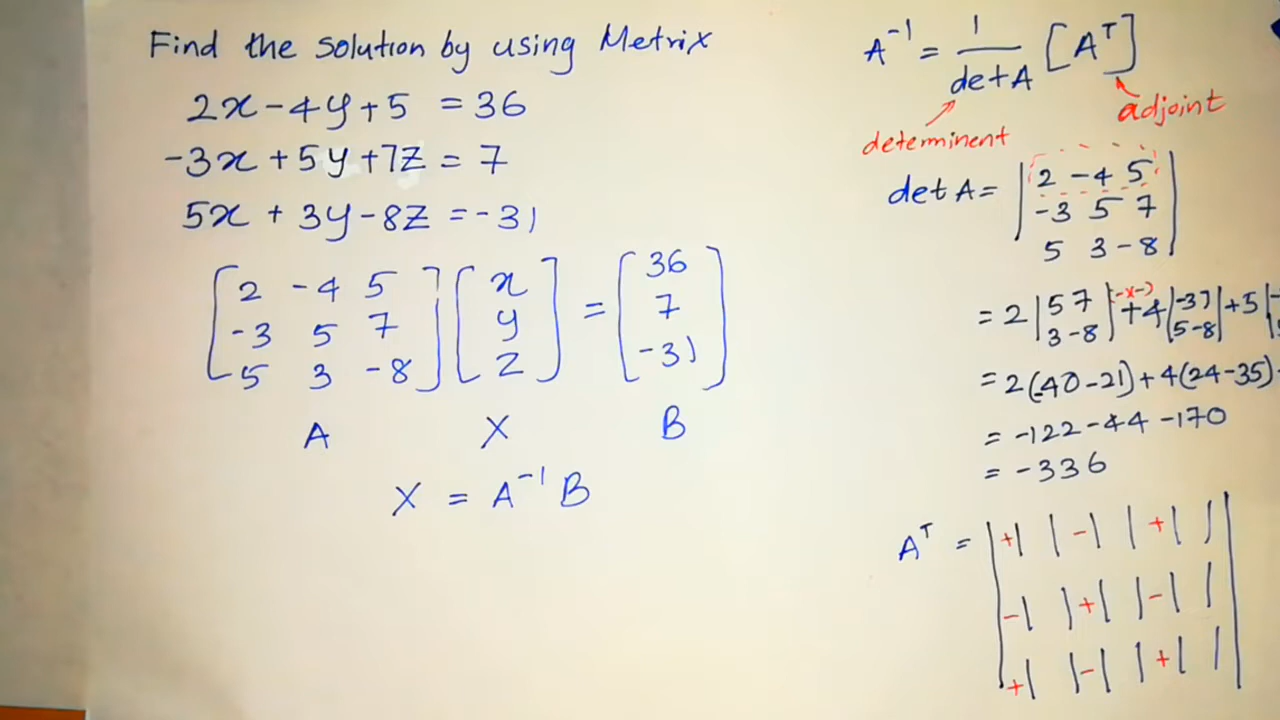 Find the solution by using Metrix
2x - 4y + 5 = 36
-3x + 5y + 7z = 7
5x + 3y - 8z = -31
[2 -4 5] [x] = [36]
[-3 5 7] [y] [7]
[5 3 -8] [z] [-31]
A X B
X = A⁻¹ B
A⁻¹ = 1/detA [Aᵀ]
adjoint
determinent
det A = |2 -4 5|
|-3 5 7|
|5 3 -8|
= 2 |5 7| (-x-) +4 |-3 7| +5 |-
|3 -8| |5 -8|
= 2(-40-21) + 4(24-35)
= -122 - 44 - 170
= -336
Aᵀ = | + | | - | | + | |
- | | + | | - | |
+ | | - | | + | |